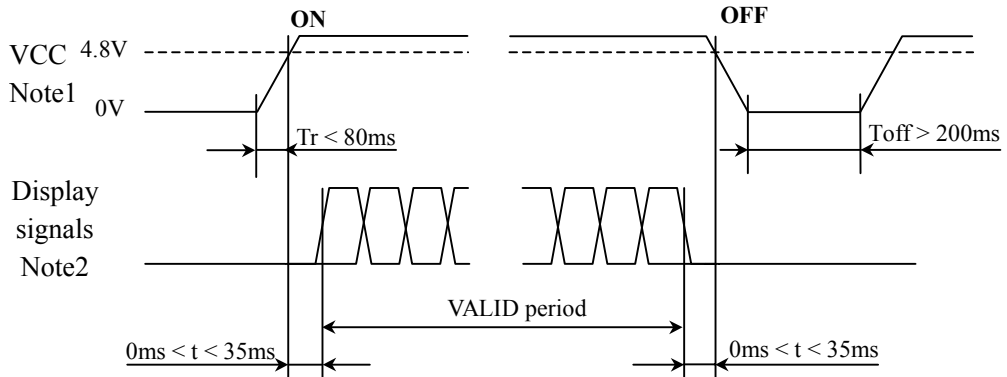 ON
OFF
VCC
Note1
4.8V
0V
Tr < 80ms
Toff > 200ms
Display
signals
Note2
VALID period
0ms < t < 35ms
0ms < t < 35ms